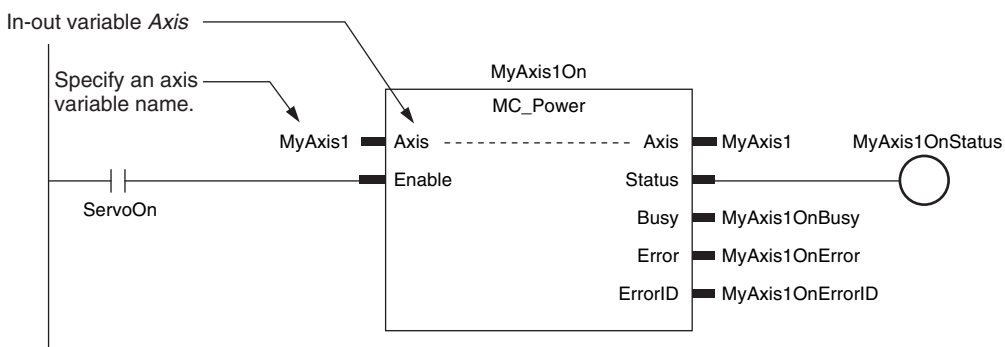 In-out variable Axis
Specify an axis
variable name.
MyAxis1On
MC_Power
MyAxis1 Axis Axis MyAxis1 MyAxis1OnStatus
Enable Status
ServoOn
Busy MyAxis1OnBusy
Error MyAxis1OnError
ErrorID MyAxis1OnErrorID